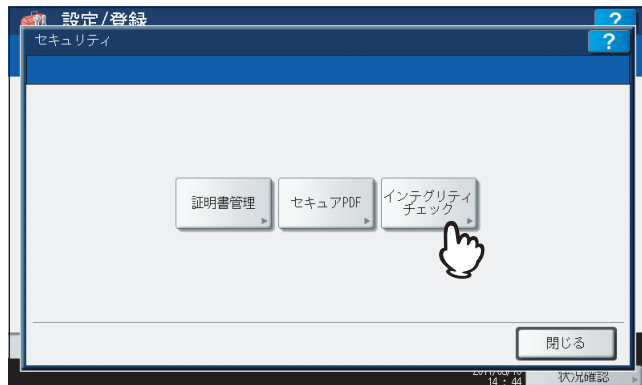 設定/登録
?
セキュリティ
?
証明書管理
セキュアPDF
インテグリティ
チェック
閉じる
14:44
状況確認